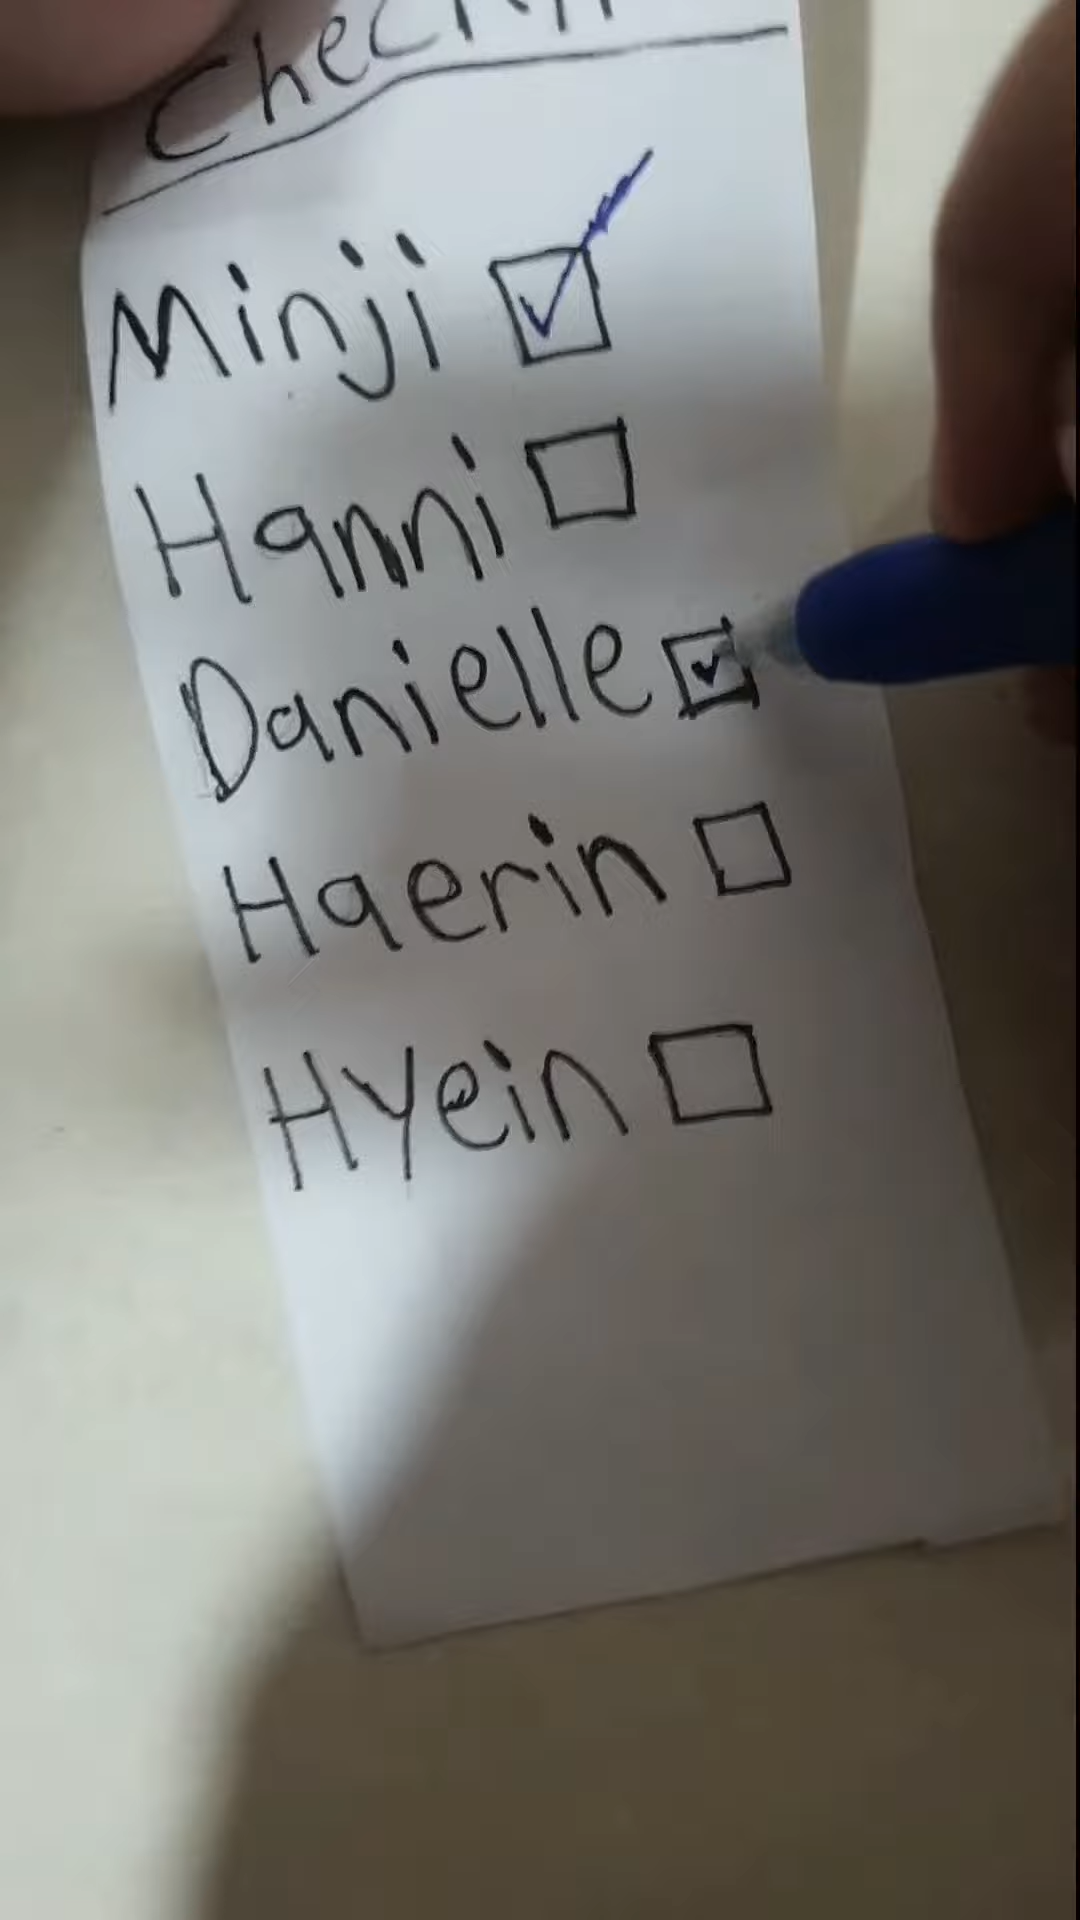 Minji ☑
Hanni ☐
Danielle ☑
Haerin ☐
Hyein ☐